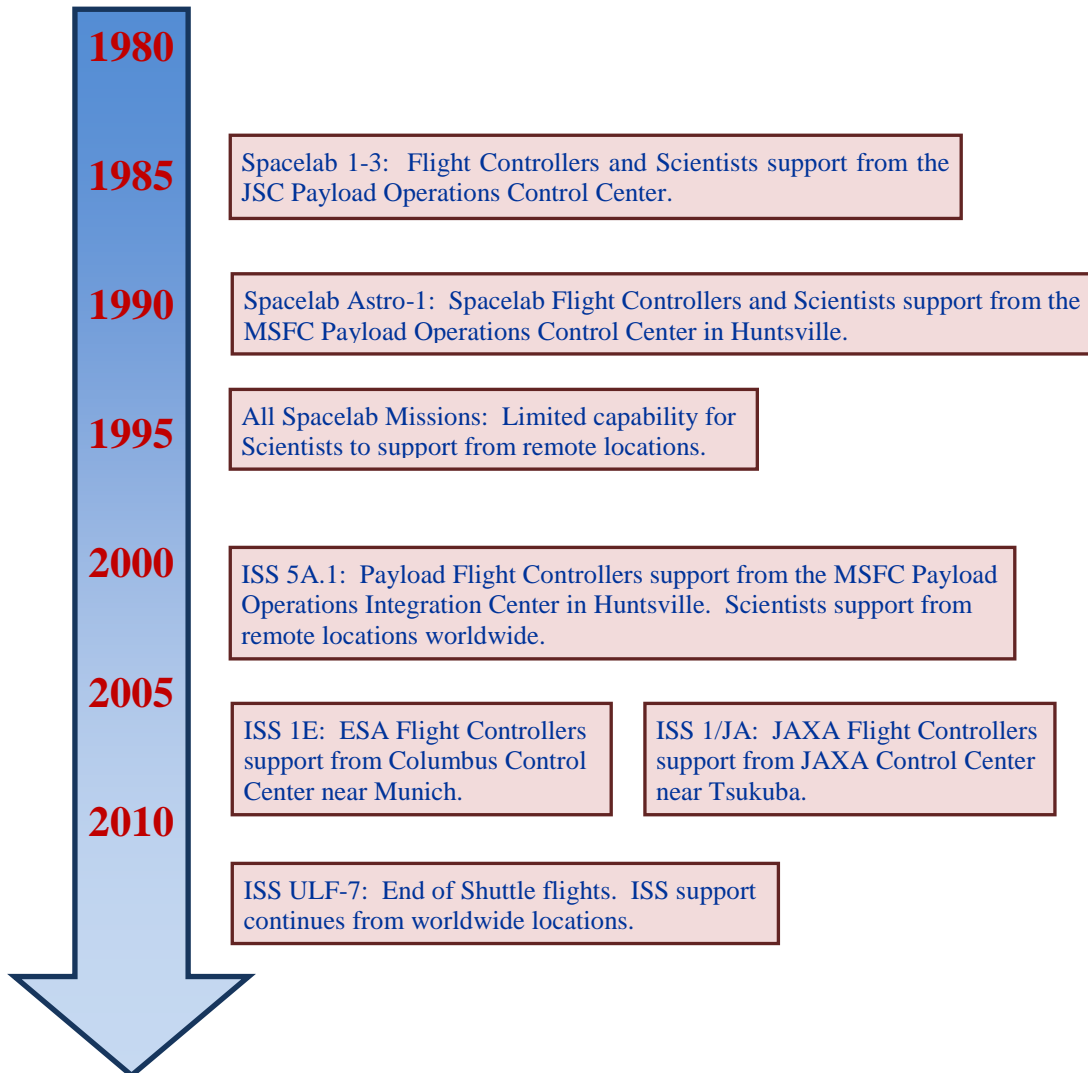 1980
1985
Spacelab 1-3:  Flight Controllers and Scientists support from the
JSC Payload Operations Control Center.
1990
Spacelab Astro-1:  Spacelab Flight Controllers and Scientists support from the
MSFC Payload Operations Control Center in Huntsville.
1995
All Spacelab Missions:  Limited capability for
Scientists to support from remote locations.
2000
ISS 5A.1:  Payload Flight Controllers support from the MSFC Payload
Operations Integration Center in Huntsville.  Scientists support from
remote locations worldwide.
2005
ISS 1E:  ESA Flight Controllers
support from Columbus Control
Center near Munich.
ISS 1/JA:  JAXA Flight Controllers
support from JAXA Control Center
near Tsukuba.
2010
ISS ULF-7:  End of Shuttle flights.  ISS support
continues from worldwide locations.